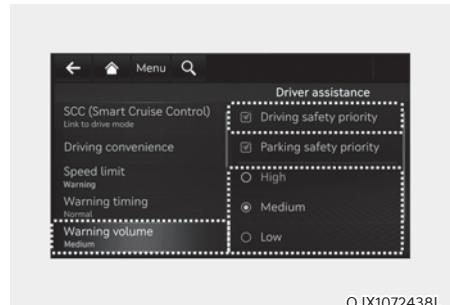 Menu
Driver assistance
SCC (Smart Cruise Control)
Link to drive mode
Driving safety priority
Driving convenience
Parking safety priority
Speed limit
Warning
High
Warning timing
Normal
Medium
Warning volume
Medium
Low
OJX1072438L